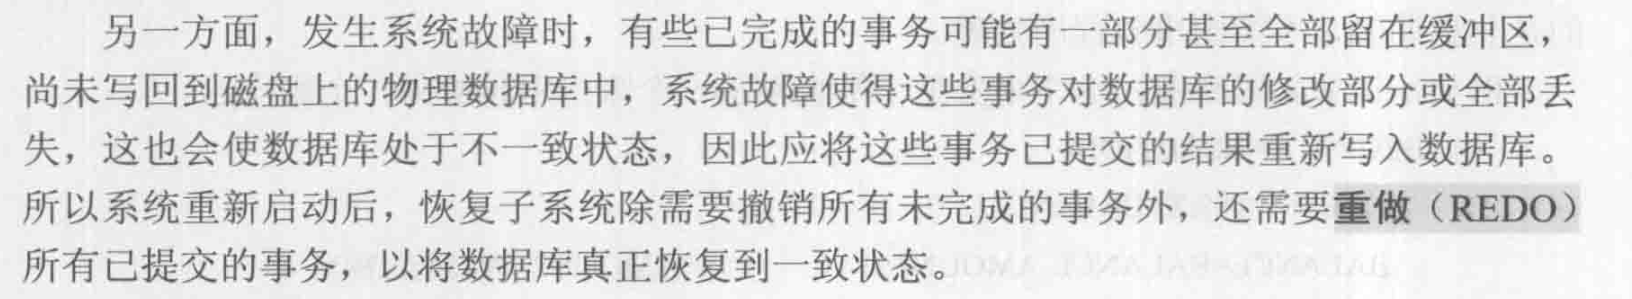 另一方面，发生系统故障时，有些已完成的事务可能有一部分甚至全部留在缓冲区，
尚未写回到磁盘上的物理数据库中，系统故障使得这些事务对数据库的修改部分或全部丢
失，这也会使数据库处于不一致状态，因此应将这些事务已提交的结果重新写入数据库。
所以系统重新启动后，恢复子系统除需要撤销所有未完成的事务外，还需要重做（REDO）
所有已提交的事务，以将数据库真正恢复到一致状态。